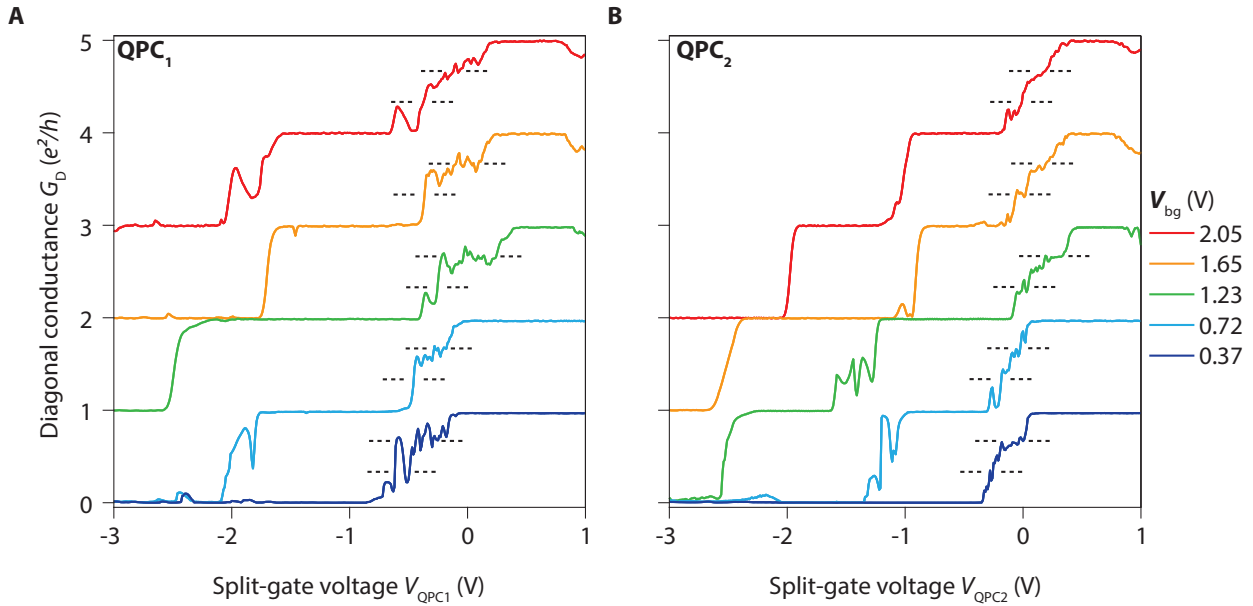 A
B
QPC1
QPC2
Diagonal conductance GD (e²/h)
5
4
3
2
1
0
-3 -2 -1 0 1
-3 -2 -1 0 1
Split-gate voltage VQPC1 (V)
Split-gate voltage VQPC2 (V)
Vbg (V)
2.05
1.65
1.23
0.72
0.37